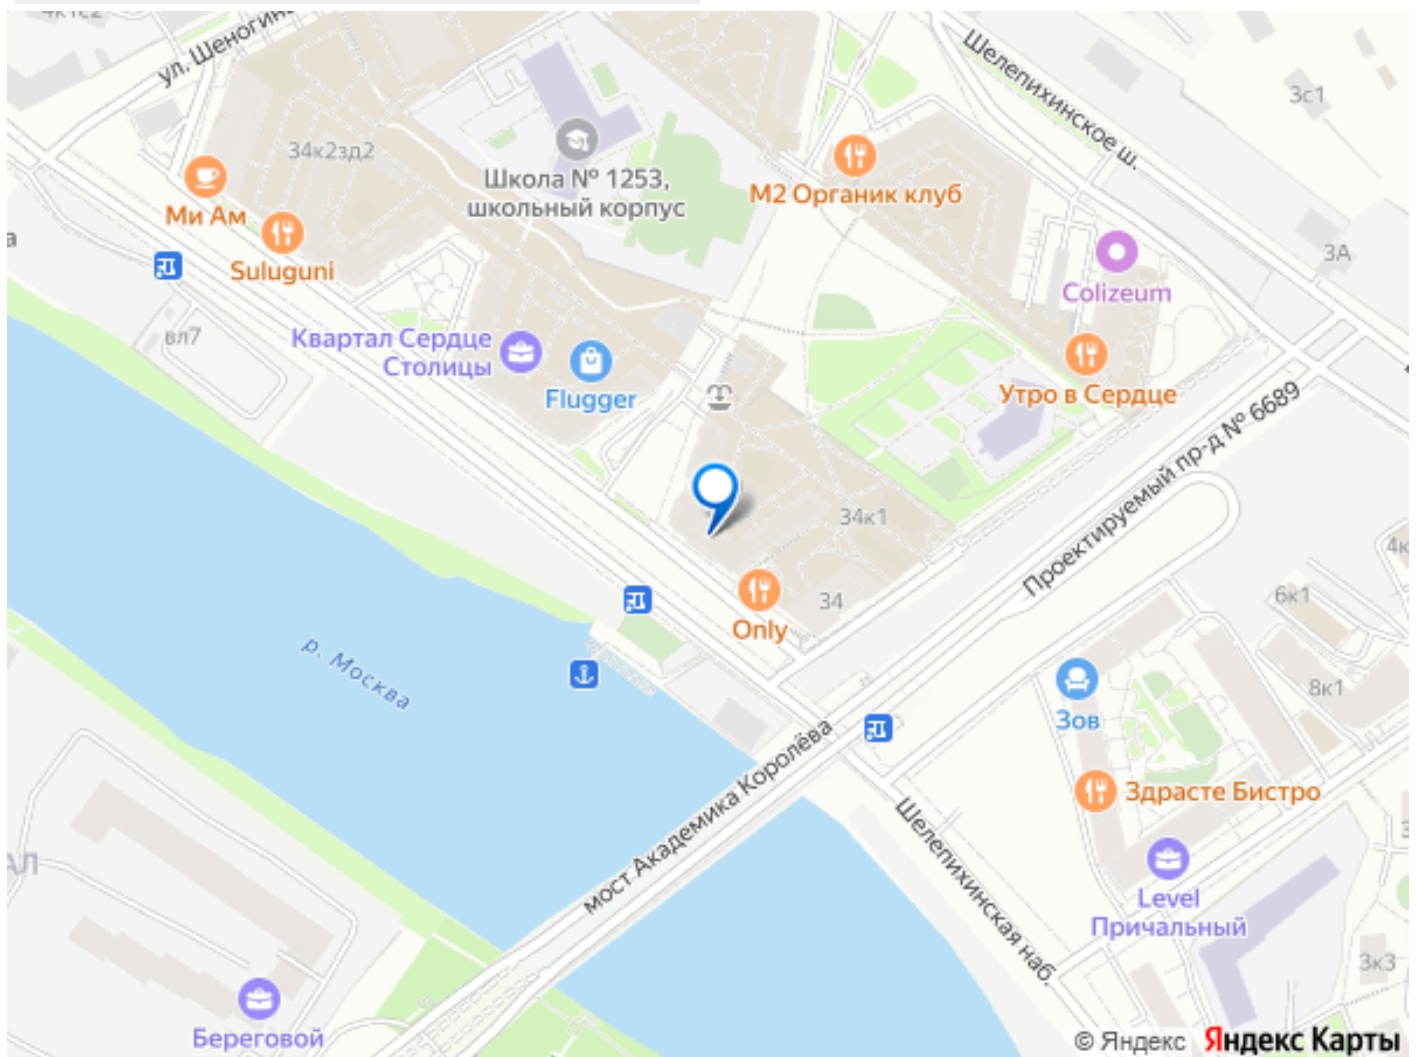 ул. Шеногина
Шелепихинское ш.
3с1
34к2зд2
Школа № 1253,
школьный корпус
М2 Органик клуб
Ми Ам
Suluguni
3А
Colizeum
вл7
Квартал Сердце
Столицы
Flugger
Утро в Сердце
Проектируемый пр-д № 6689
34к1
34
Only
6к1
8к1
р. Москва
Зов
мост Академика Королёва
Здрасте Бистро
Шелепихинская наб.
Level
Причальный
3к3
Береговой
© Яндекс Яндекс Карты